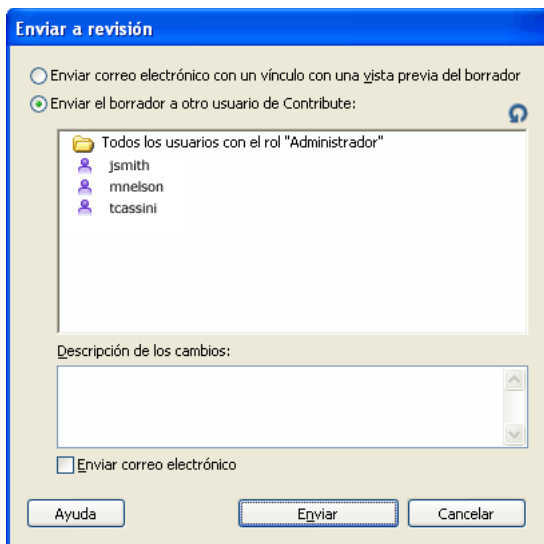 Enviar a revisión
Enviar correo electrónico con un vínculo con una vista previa del borrador
Enviar el borrador a otro usuario de Contribute:
Todos los usuarios con el rol "Administrador"
jsmith
mnelson
tcassini
Descripción de los cambios:
Enviar correo electrónico
Ayuda
Enviar
Cancelar